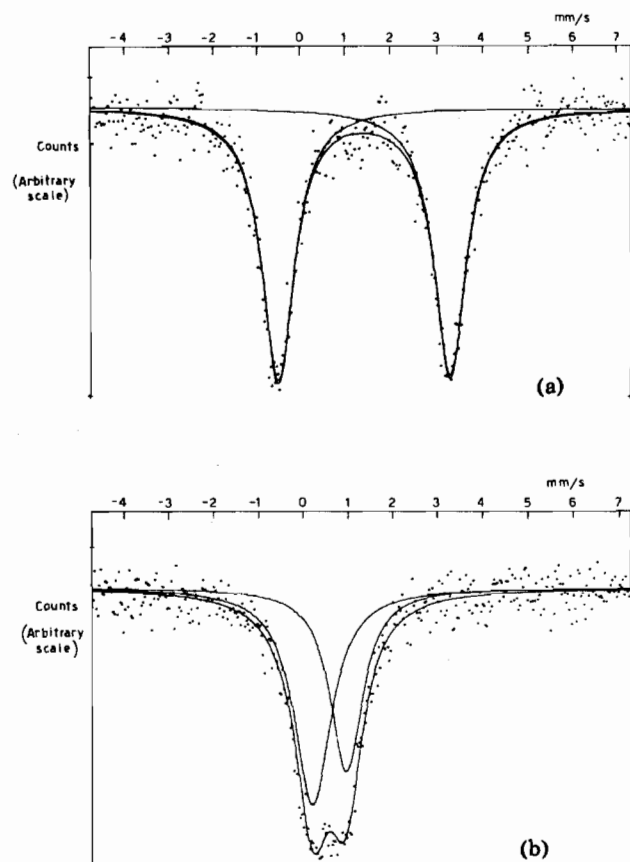 mm/s
-4 -3 -2 -1 0 1 2 3 4 5 6 7
Counts
(Arbitrary
scale)
(a)
mm/s
-4 -3 -2 -1 0 1 2 3 4 5 6 7
Counts
(Arbitrary
scale)
(b)